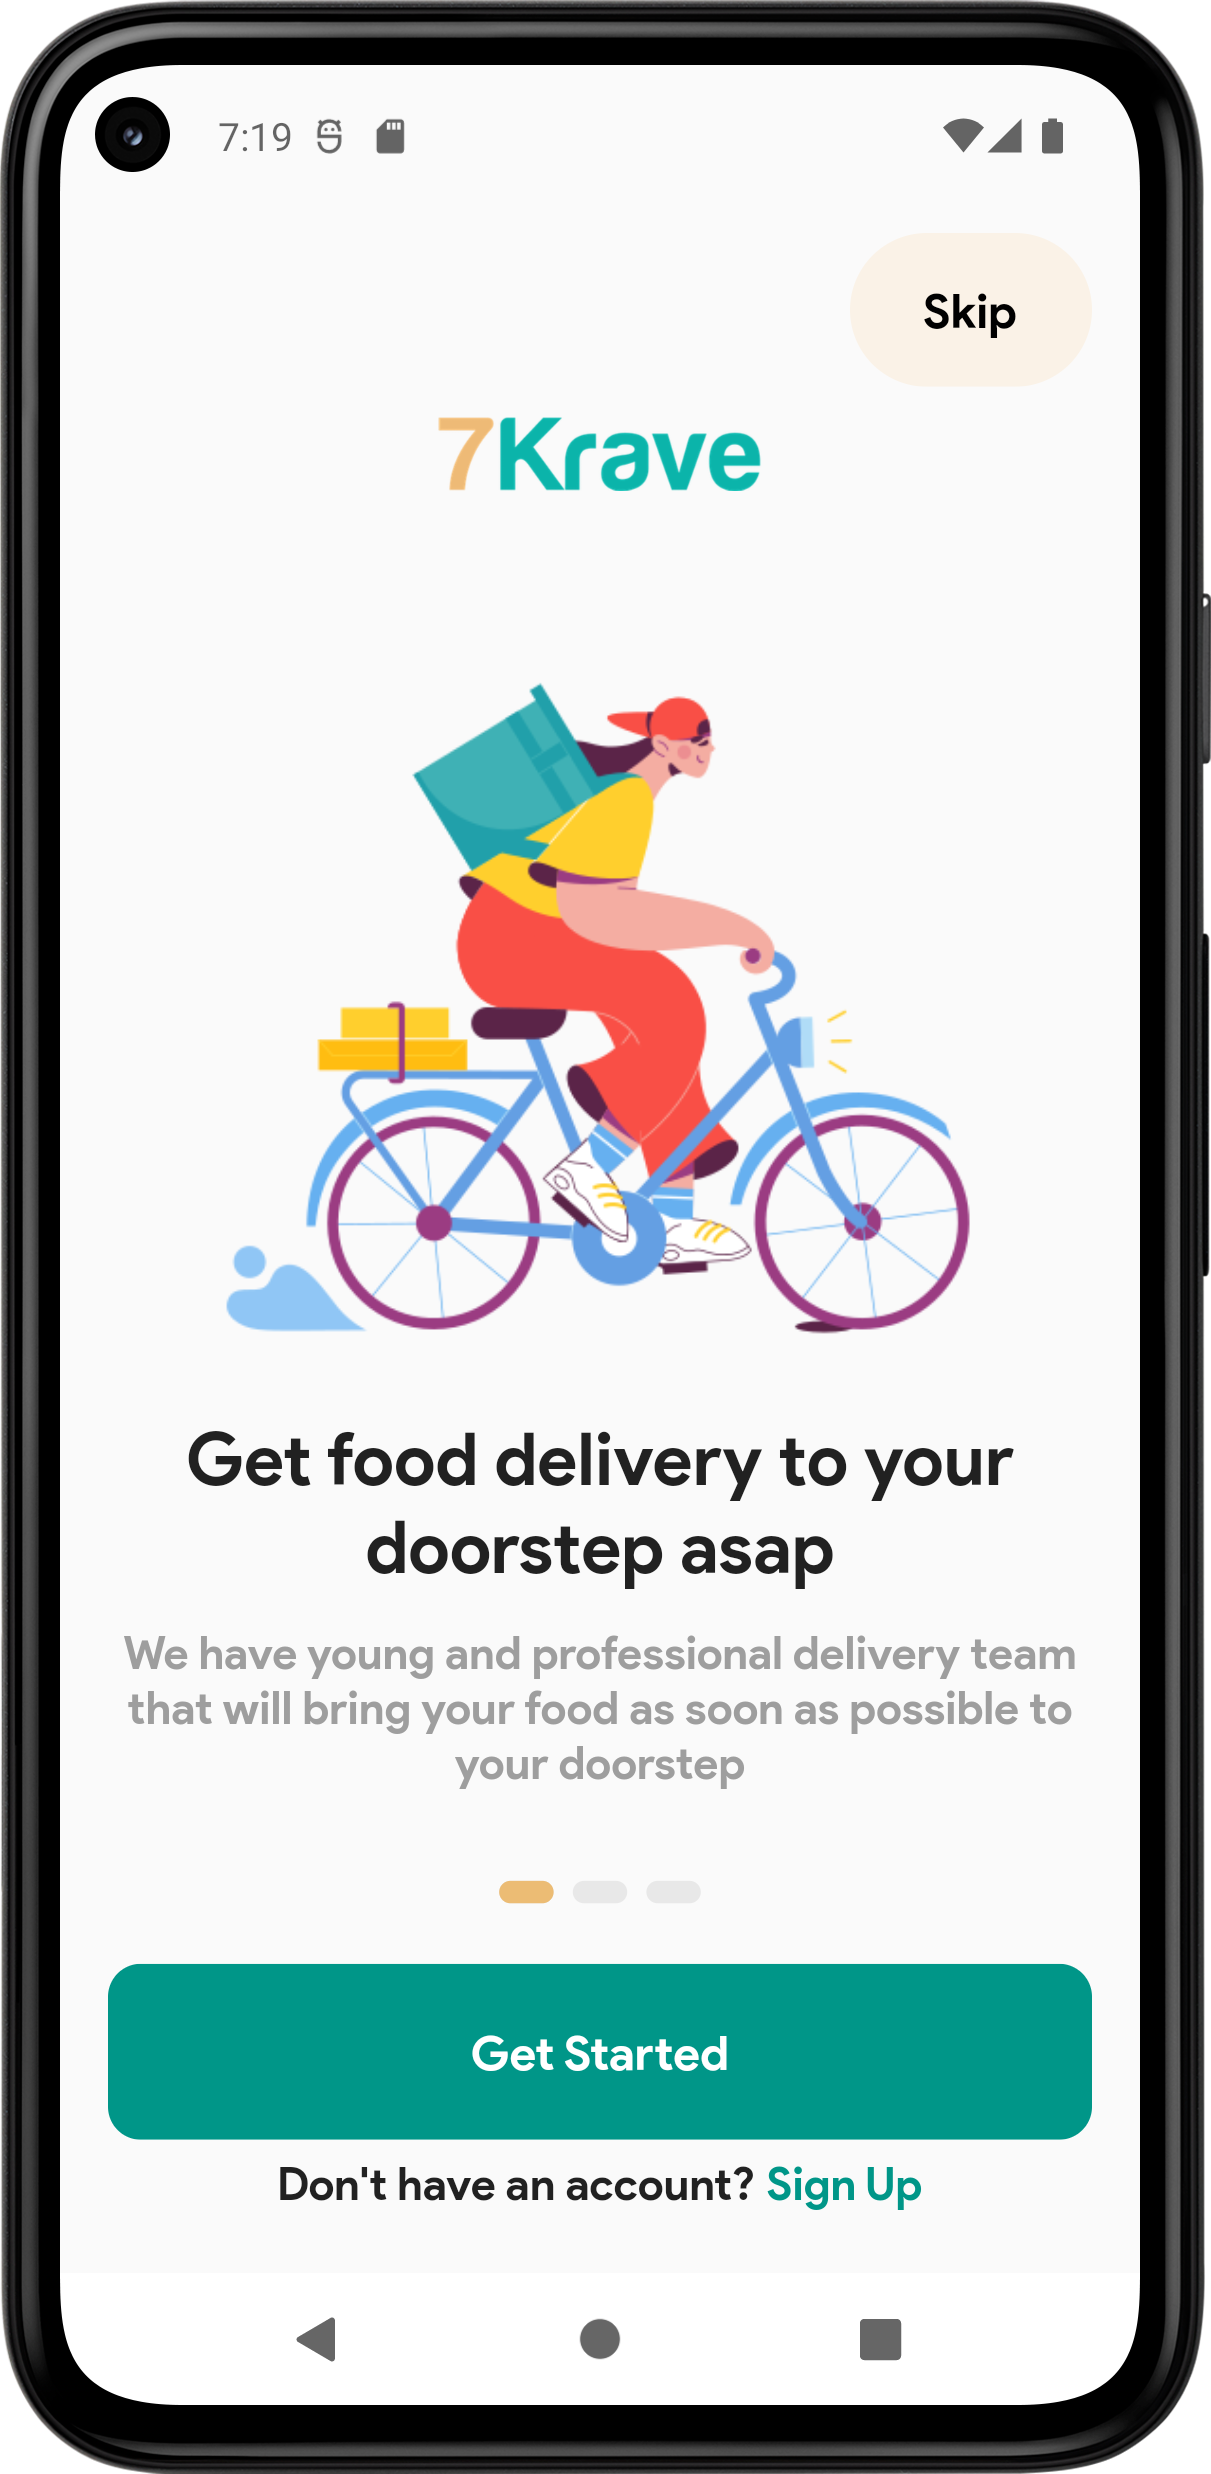 7:19
Skip
7Krave
Get food delivery to your
doorstep asap
We have young and professional delivery team
that will bring your food as soon as possible to
your doorstep
Get Started
Don't have an account? Sign Up